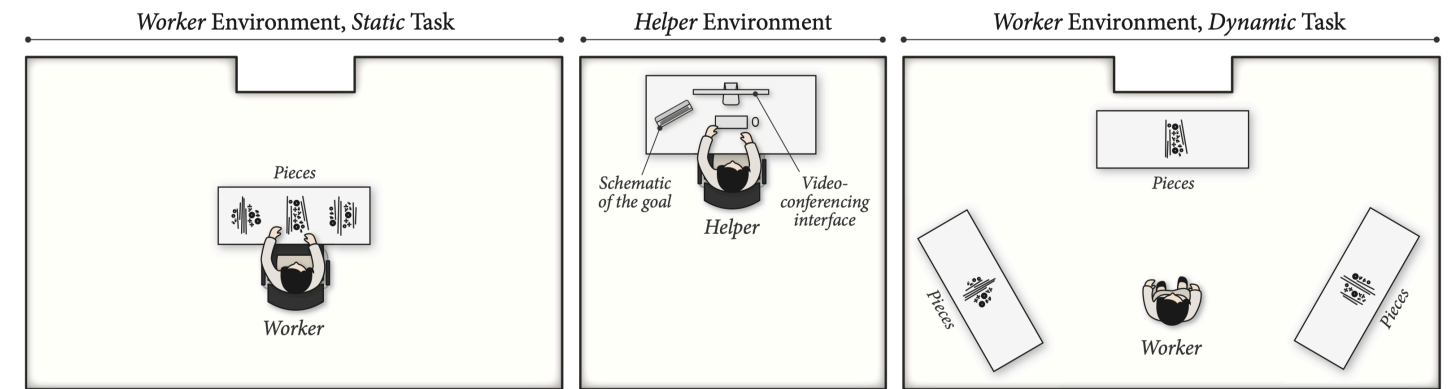 Worker Environment, Static Task
Helper Environment
Worker Environment, Dynamic Task
Pieces
Worker
Schematic
of the goal
Video-
conferencing
interface
Helper
Pieces
Pieces
Pieces
Worker